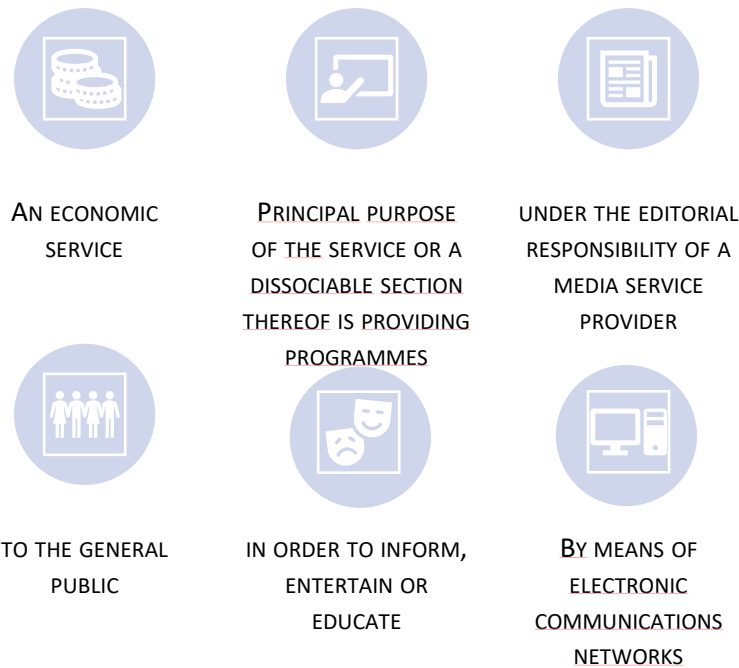 AN ECONOMIC
SERVICE
PRINCIPAL PURPOSE
OF THE SERVICE OR A
DISSOCIABLE SECTION
THEREOF IS PROVIDING
PROGRAMMES
UNDER THE EDITORIAL
RESPONSIBILITY OF A
MEDIA SERVICE
PROVIDER
TO THE GENERAL
PUBLIC
IN ORDER TO INFORM,
ENTERTAIN OR
EDUCATE
BY MEANS OF
ELECTRONIC
COMMUNICATIONS
NETWORKS